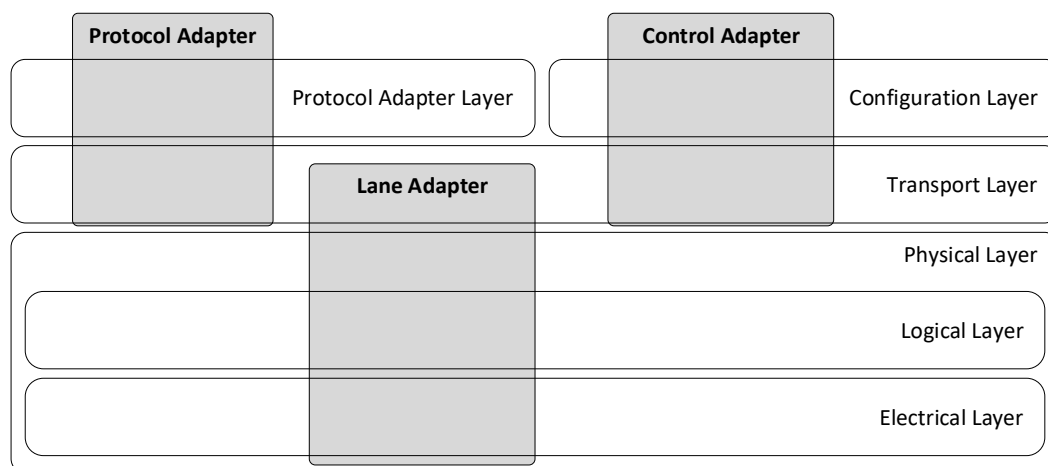 Protocol Adapter
Control Adapter
Protocol Adapter Layer
Configuration Layer
Lane Adapter
Transport Layer
Physical Layer
Logical Layer
Electrical Layer